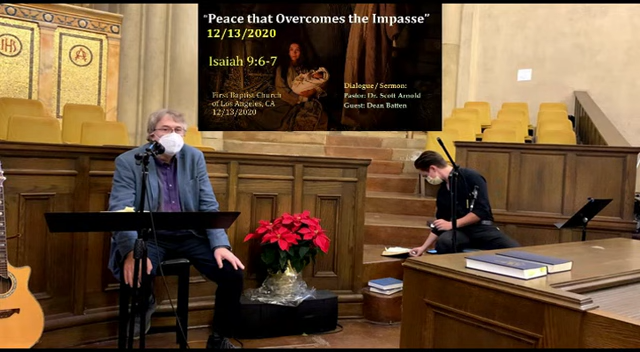 "Peace that Overcomes the Impasse"
12/13/2020
Isaiah 9:6-7
First Baptist Church
of Los Angeles, CA
12/13/2020
Dialogue / Sermon:
Pastor: Dr. Scott Arnold
Guest: Dean Batten
IHS